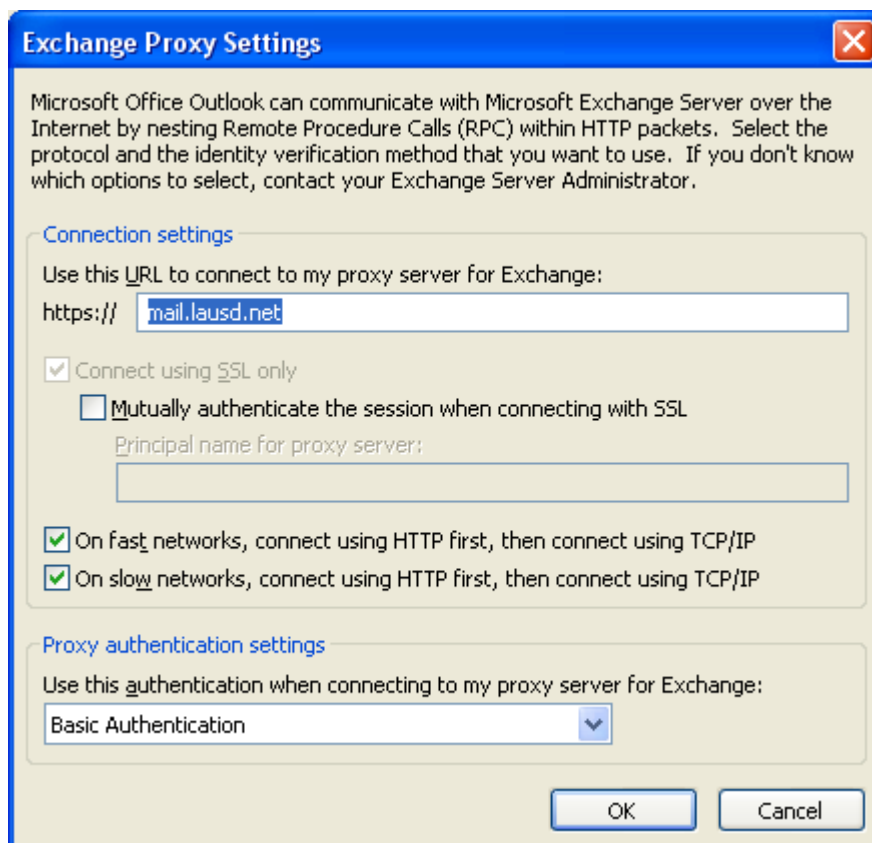 Exchange Proxy Settings
Microsoft Office Outlook can communicate with Microsoft Exchange Server over the
Internet by nesting Remote Procedure Calls (RPC) within HTTP packets.  Select the
protocol and the identity verification method that you want to use.  If you don't know
which options to select, contact your Exchange Server Administrator.
Connection settings
Use this URL to connect to my proxy server for Exchange:
https:// mail.lausd.net
Connect using SSL only
Mutually authenticate the session when connecting with SSL
Principal name for proxy server:
On fast networks, connect using HTTP first, then connect using TCP/IP
On slow networks, connect using HTTP first, then connect using TCP/IP
Proxy authentication settings
Use this authentication when connecting to my proxy server for Exchange:
Basic Authentication
OK Cancel